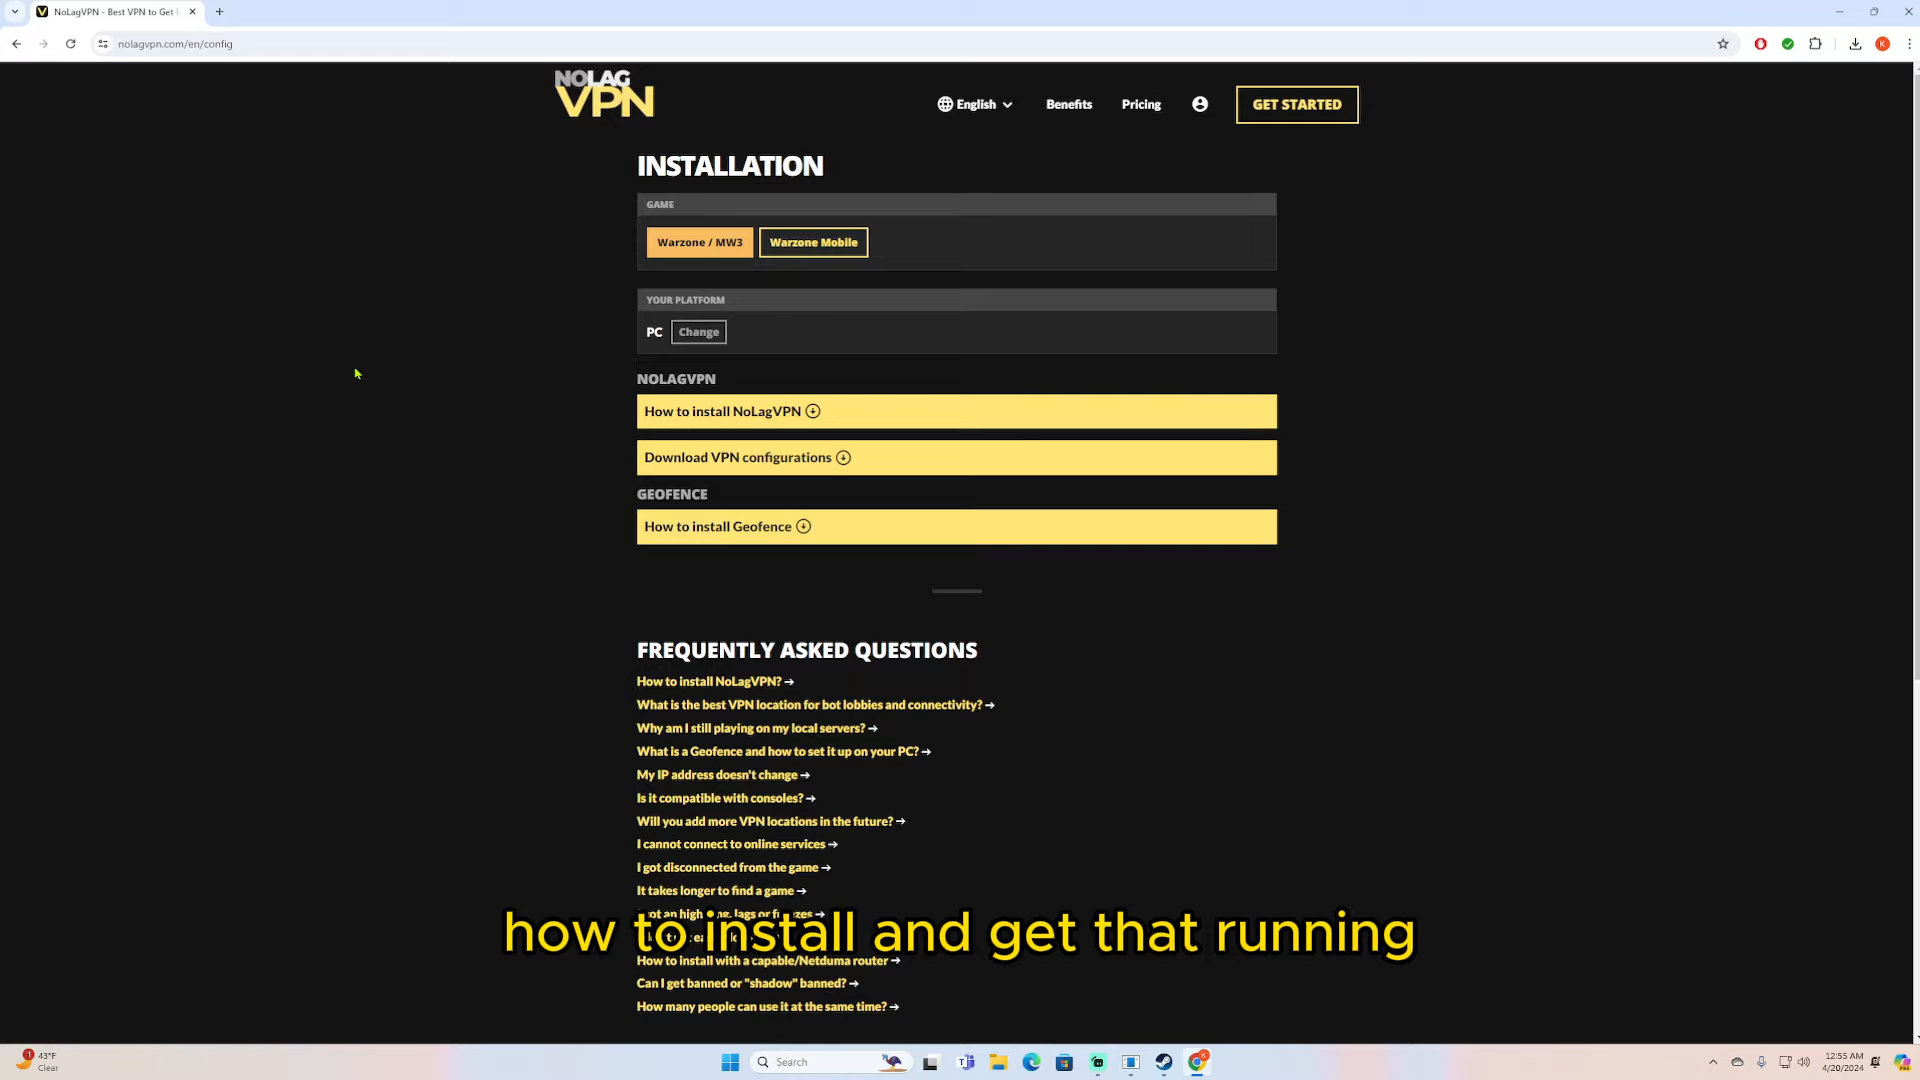 NoLagVPN - Best VPN to Get
nolagvpn.com/en/config
K
NOLAG
VPN
English
Benefits
Pricing
GET STARTED
INSTALLATION
GAME
Warzone / MW3
Warzone Mobile
YOUR PLATFORM
PC
Change
NOLAGVPN
How to install NoLagVPN
Download VPN configurations
GEOFENCE
How to install Geofence
FREQUENTLY ASKED QUESTIONS
How to install NoLagVPN? →
What is the best VPN location for bot lobbies and connectivity? →
Why am I still playing on my local servers? →
What is a Geofence and how to set it up on your PC? →
My IP address doesn't change →
Is it compatible with consoles? →
Will you add more VPN locations in the future? →
I cannot connect to online services →
I got disconnected from the game →
It takes longer to find a game →
how to install and get that running
How to install with a capable/Netduma router →
Can I get banned or "shadow" banned? →
How many people can use it at the same time? →
1
43°F
Clear
Search
12:55 AM
4/20/2024